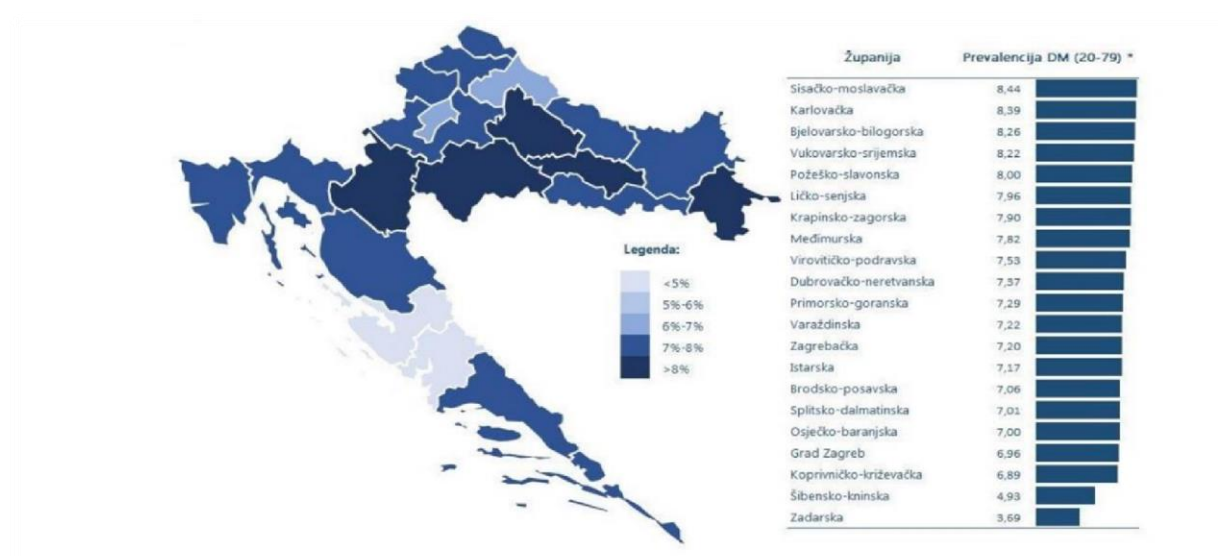 Županija Prevalencija DM (20-79) *
Sisačko-moslavačka 8,44
Karlovačka 8,39
Bjelovarsko-bilogorska 8,26
Vukovarsko-srijemska 8,22
Požeško-slavonska 8,00
Ličko-senjska 7,96
Krapinsko-zagorska 7,90
Međimurska 7,82
Virovitičko-podravska 7,53
Dubrovačko-neretvanska 7,37
Primorsko-goranska 7,29
Varaždinska 7,22
Zagrebačka 7,20
Istarska 7,17
Brodsko-posavska 7,06
Splitsko-dalmatinska 7,01
Osječko-baranjska 7,00
Grad Zagreb 6,96
Koprivničko-križevačka 6,89
Šibensko-kninska 4,93
Zadarska 3,69
Legenda:
<5%
5%-6%
6%-7%
7%-8%
>8%